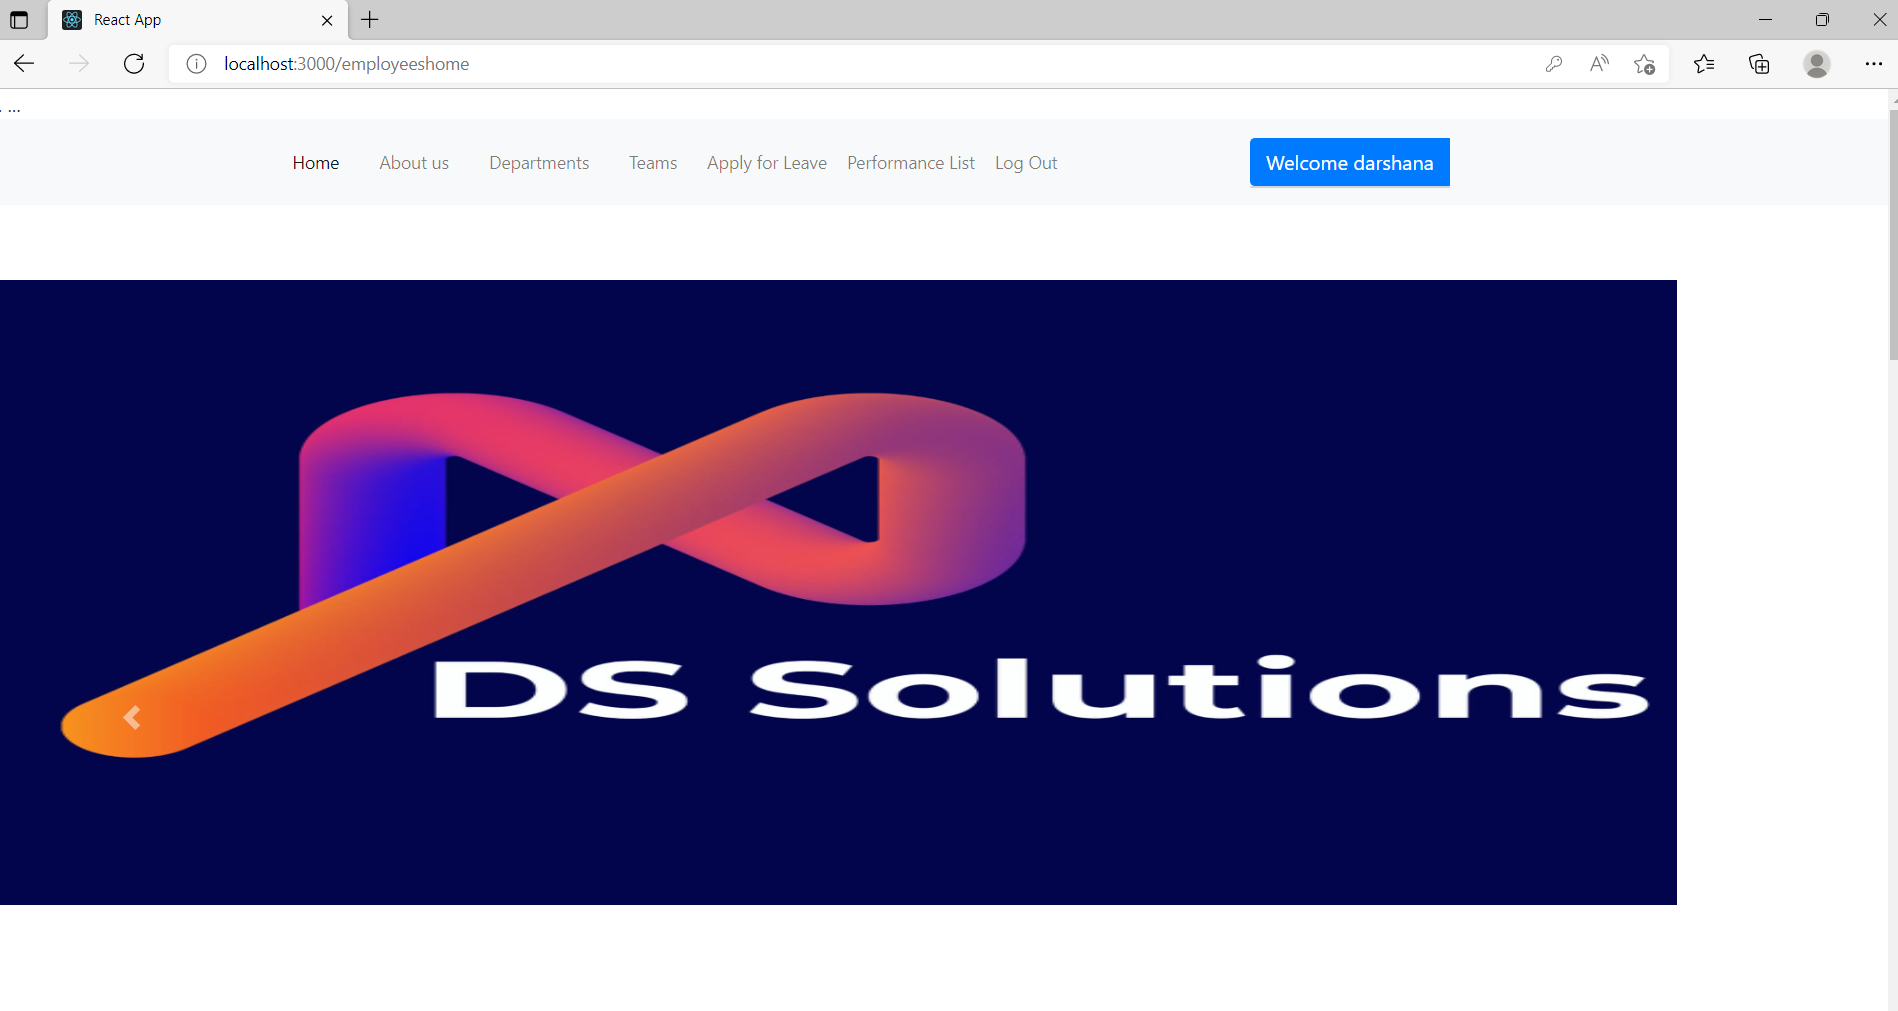 React App
localhost:3000/employeeshome
. ...
Home About us Departments Teams Apply for Leave Performance List Log Out Welcome darshana
DS Solutions